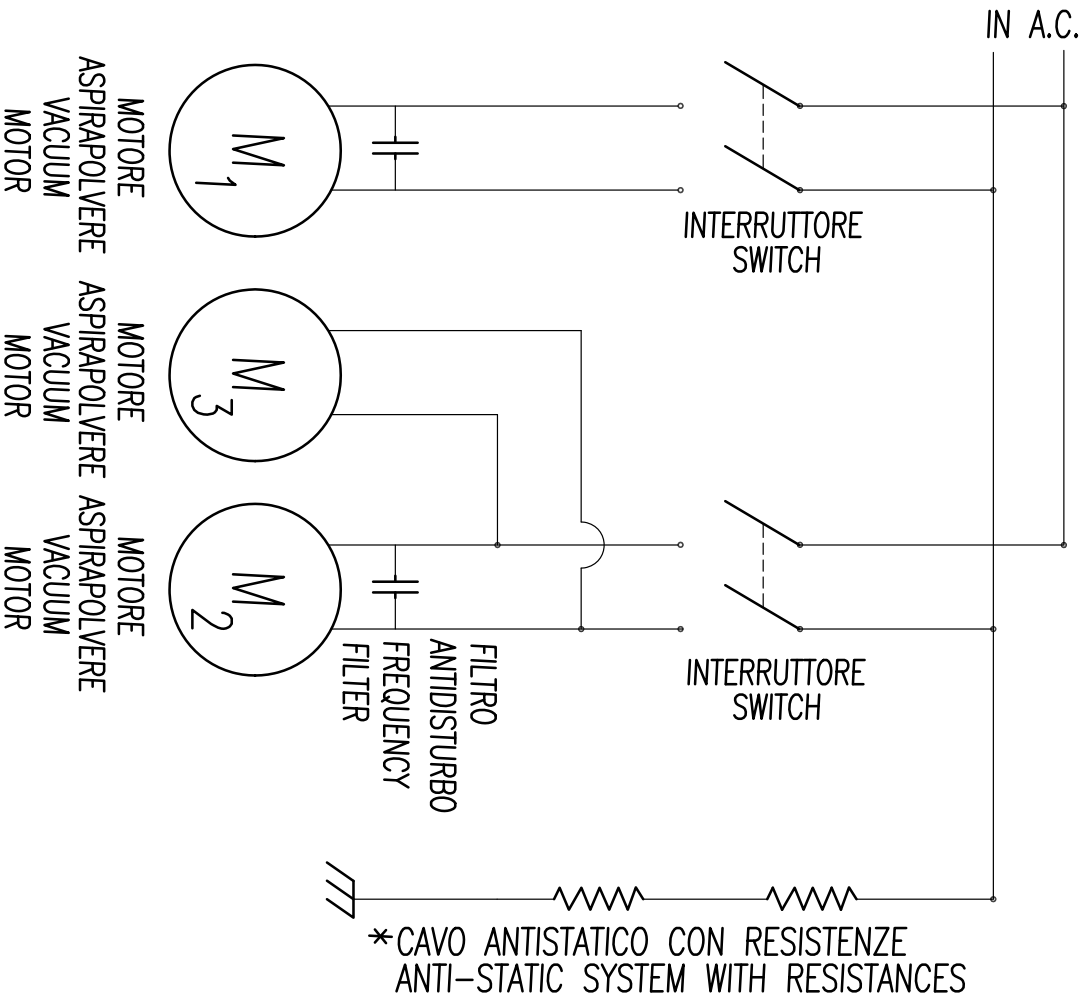 IN A.C.
MOTORE
ASPIRAPOLVERE
VACUUM
MOTOR
M1
INTERRUTTORE
SWITCH
MOTORE
ASPIRAPOLVERE
VACUUM
MOTOR
M3
MOTORE
ASPIRAPOLVERE
VACUUM
MOTOR
M2
FILTRO
ANTIDISTURBO
FREQUENCY
FILTER
INTERRUTTORE
SWITCH
*CAVO ANTISTATICO CON RESISTENZE
ANTI-STATIC SYSTEM WITH RESISTANCES